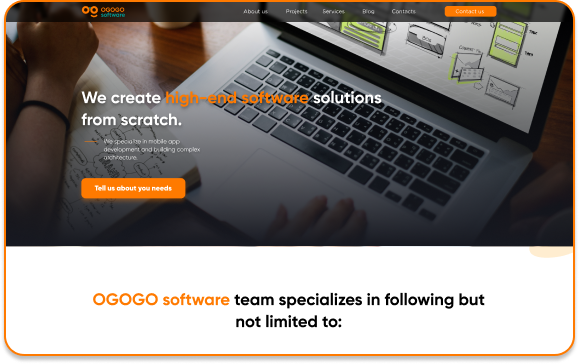 OGOGO
software
About us Projects Services Blog Contacts Contact us
We create high-end software solutions
from scratch.
We specialize in mobile app
development and building complex
architecture.
Tell us about you needs
OGOGO software team specializes in following but
not limited to: